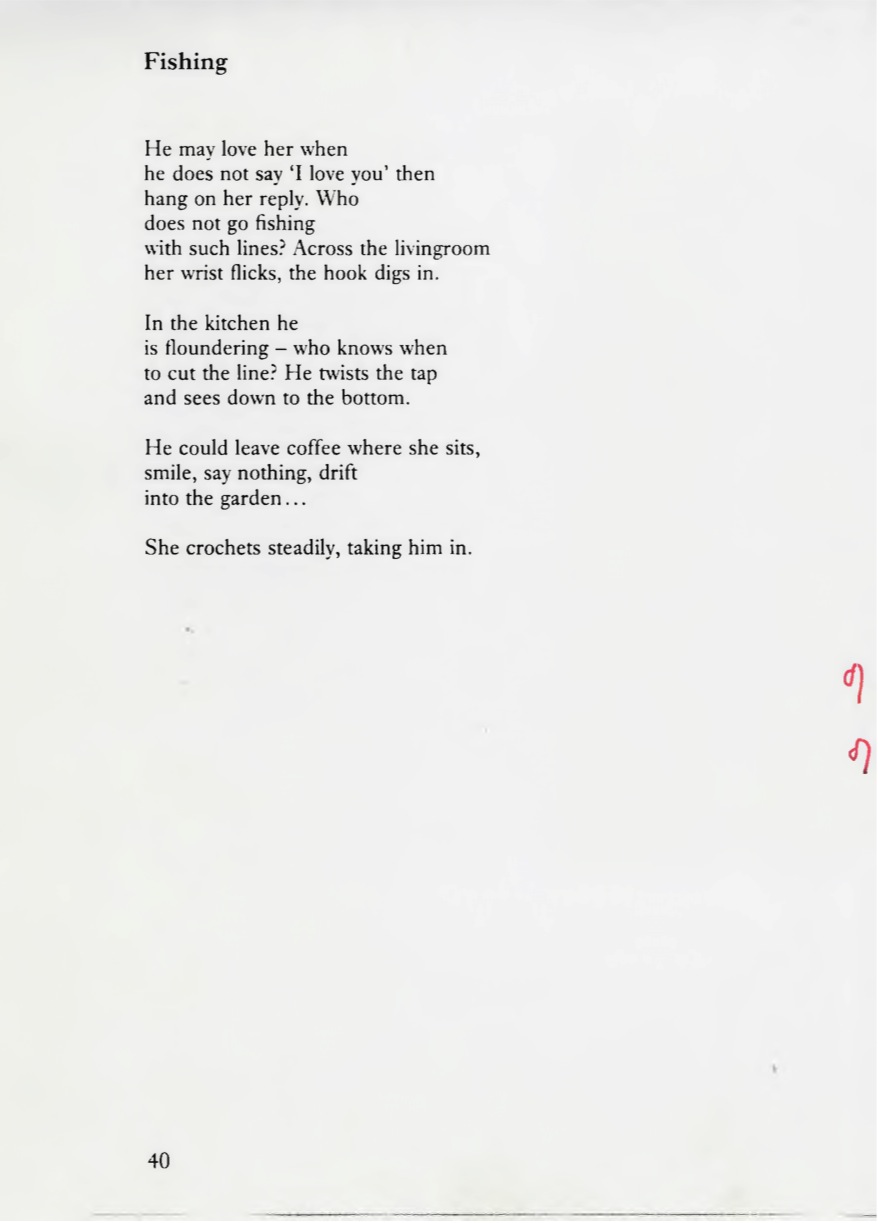 Fishing
He may love her when
he does not say ‘I love you’ then
hang on her reply. Who
does not go fishing
with such lines? Across the livingroom
her wrist flicks, the hook digs in.
In the kitchen he
is floundering – who knows when
to cut the line? He twists the tap
and sees down to the bottom.
He could leave coffee where she sits,
smile, say nothing, drift
into the garden...
She crochets steadily, taking him in.
40